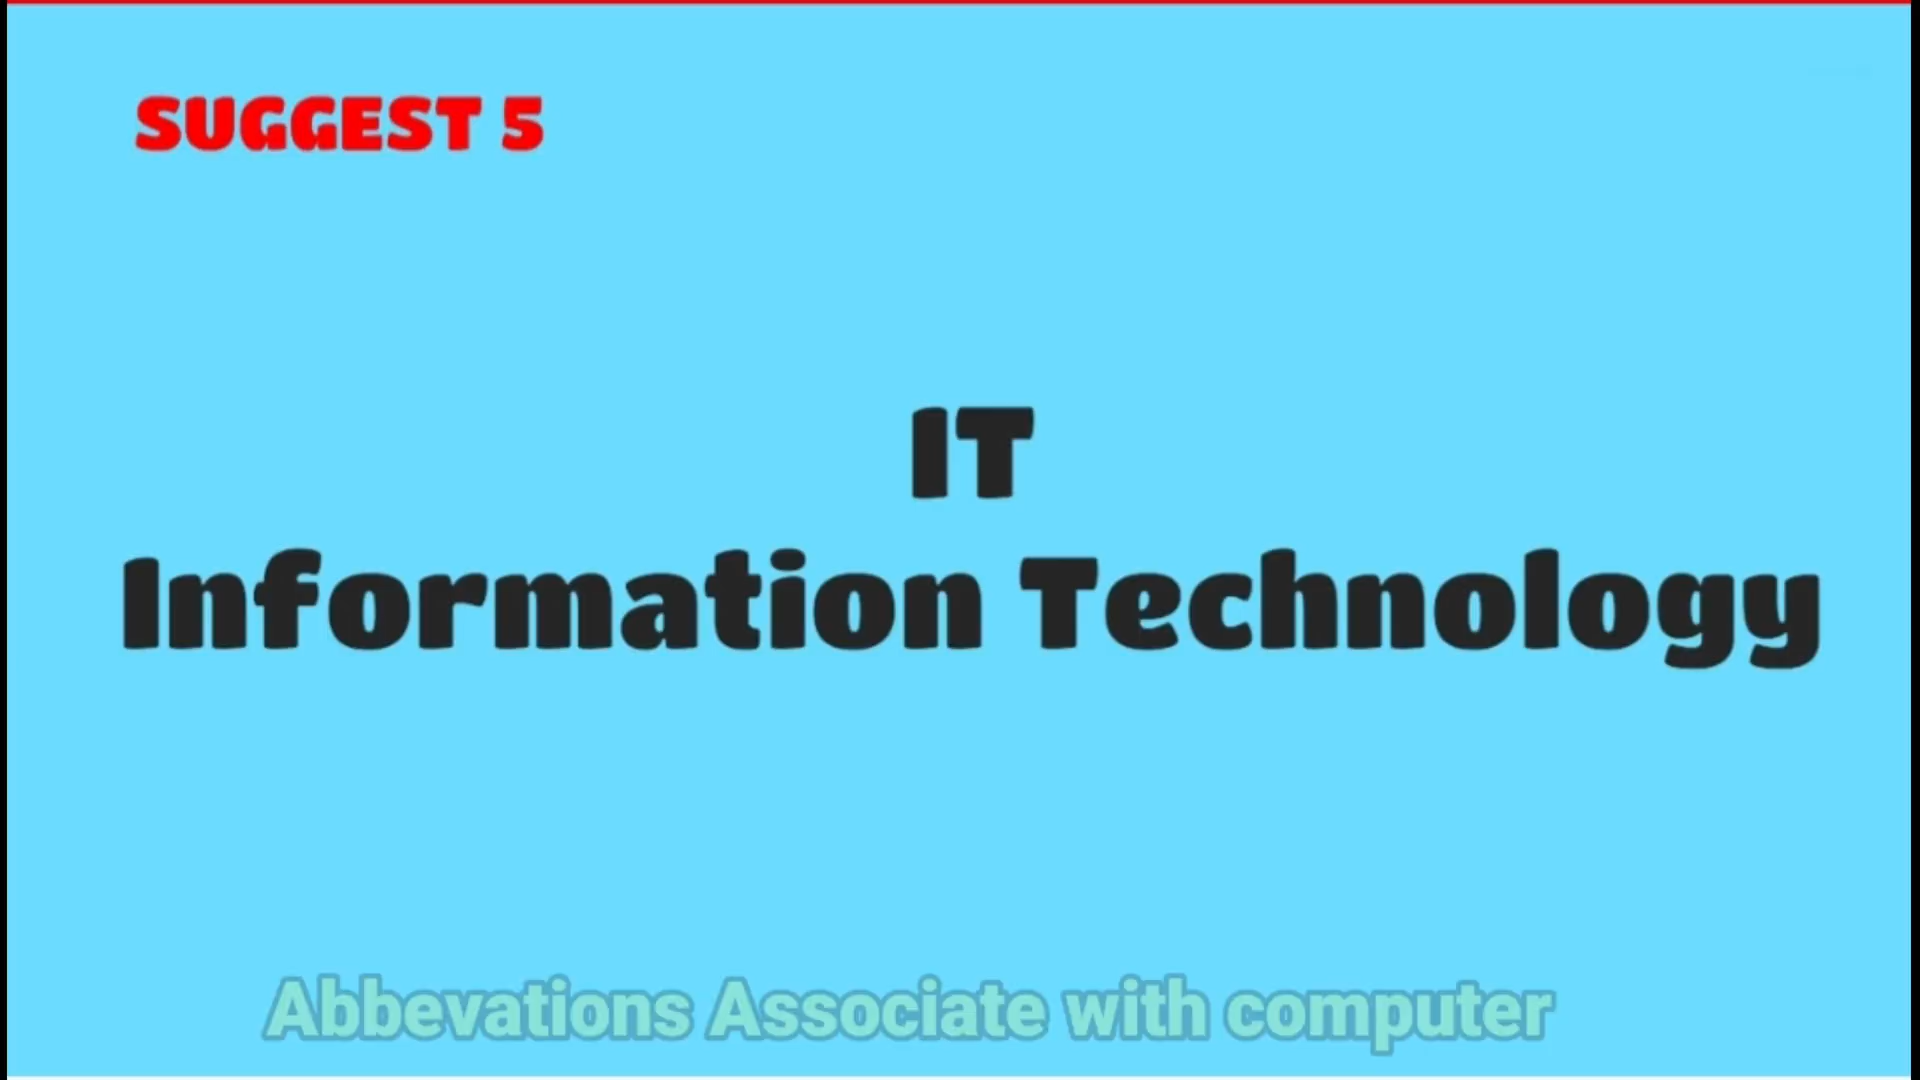 SUGGEST 5
IT
Information Technology
Abbevations Associate with computer